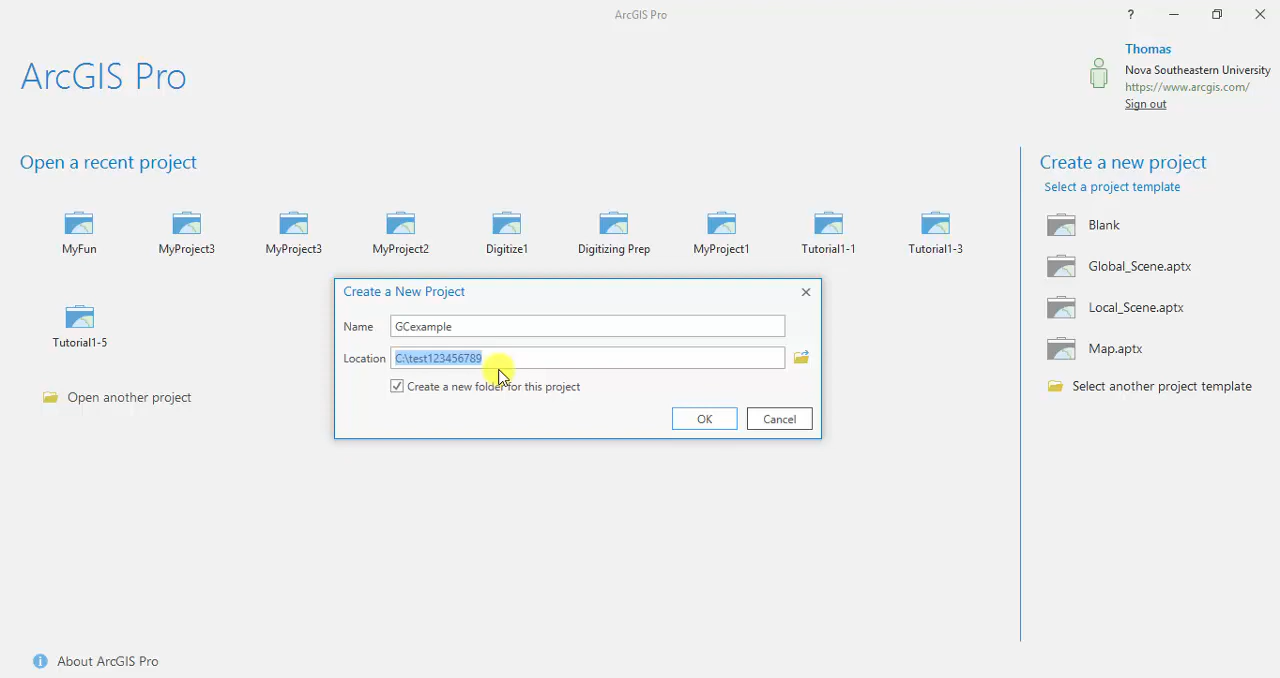 ArcGIS Pro
?
ArcGIS Pro
Thomas
Nova Southeastern University
https://www.arcgis.com/
Sign out
Open a recent project
MyFun
MyProject3
MyProject3
MyProject2
Digitize1
Digitizing Prep
MyProject1
Tutorial1-1
Tutorial1-3
Tutorial1-5
Open another project
Create a New Project
Name GCexample
Location C:\test123456789
Create a new folder for this project
OK
Cancel
Create a new project
Select a project template
Blank
Global_Scene.aptx
Local_Scene.aptx
Map.aptx
Select another project template
About ArcGIS Pro